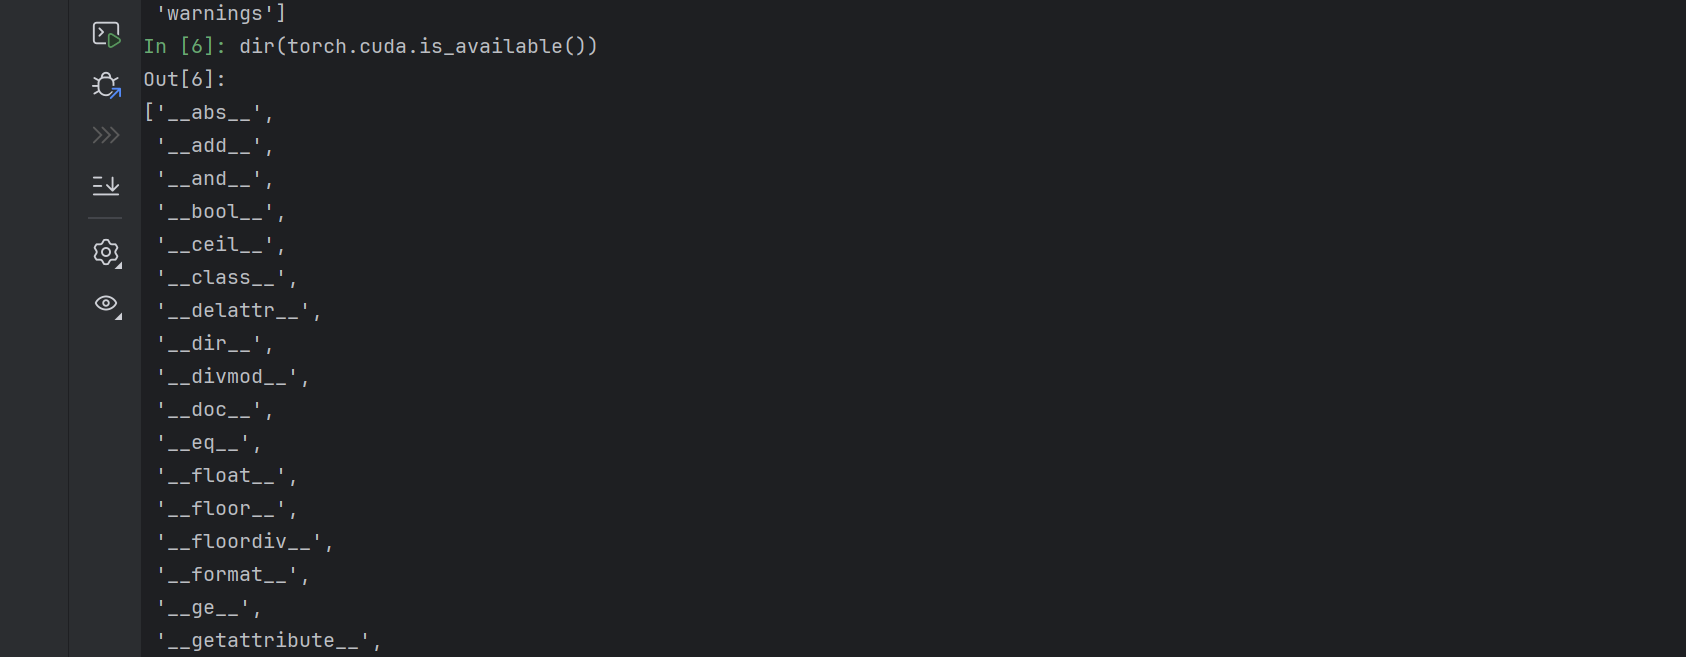 'warnings']
In [6]: dir(torch.cuda.is_available())
Out[6]:
['__abs__',
'__add__',
'__and__',
'__bool__',
'__ceil__',
'__class__',
'__delattr__',
'__dir__',
'__divmod__',
'__doc__',
'__eq__',
'__float__',
'__floor__',
'__floordiv__',
'__format__',
'__ge__',
'__getattribute__',